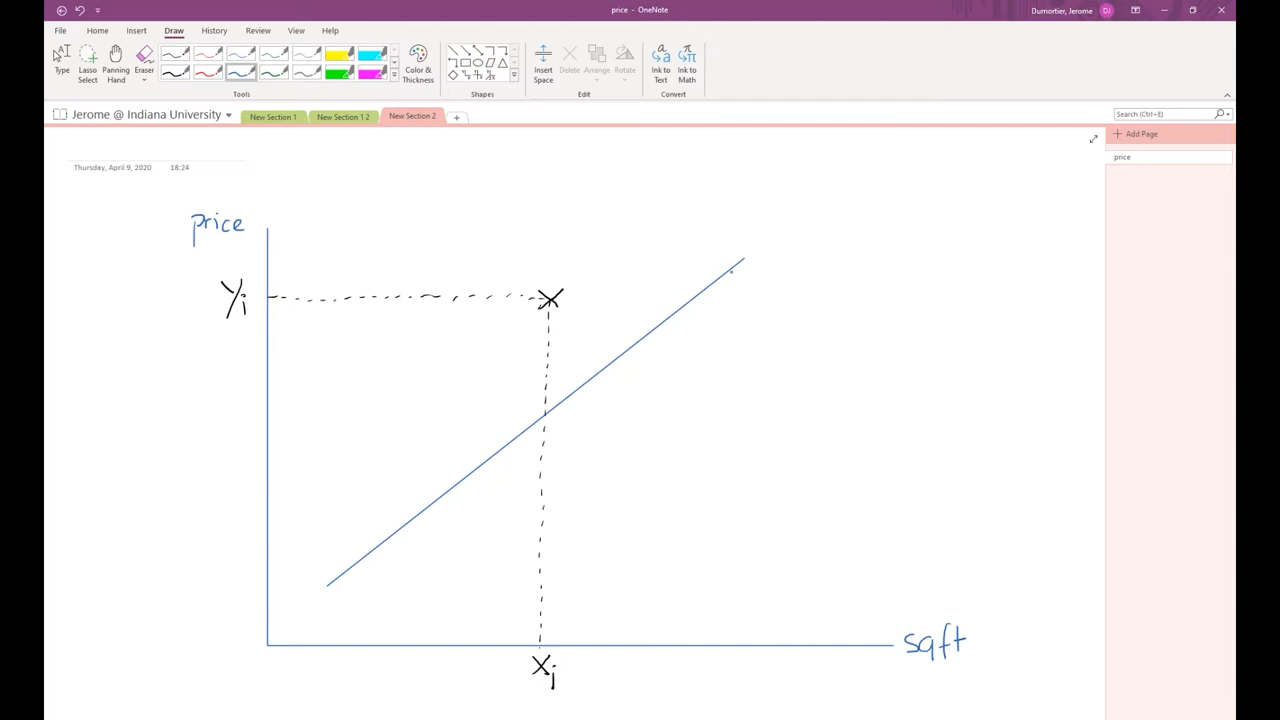 price - OneNote
Dumortier, Jerome DJ
File Home Insert Draw History Review View Help
Type
Lasso Select
Panning Hand
Eraser
Color & Thickness
Insert Space
Delete
Arrange
Rotate
Ink to Text
Ink to Math
Tools
Shapes
Edit
Convert
Jerome @ Indiana University
New Section 1
New Section 1 2
New Section 2
Search (Ctrl+E)
Add Page
price
Thursday, April 9, 2020 18:24
price
Yi
sqft
Xi